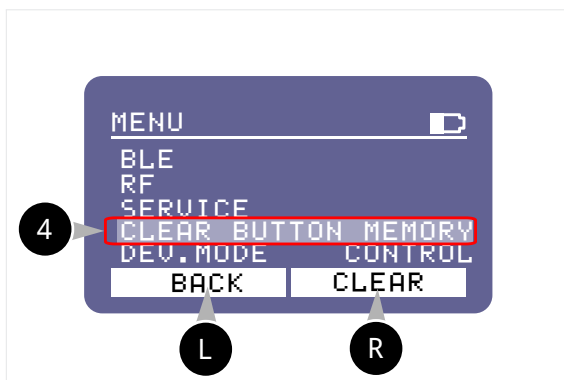 MENU
BLE
RF
SERVICE
4
CLEAR BUTTON MEMORY
DEV.MODE CONTROL
BACK CLEAR
L R